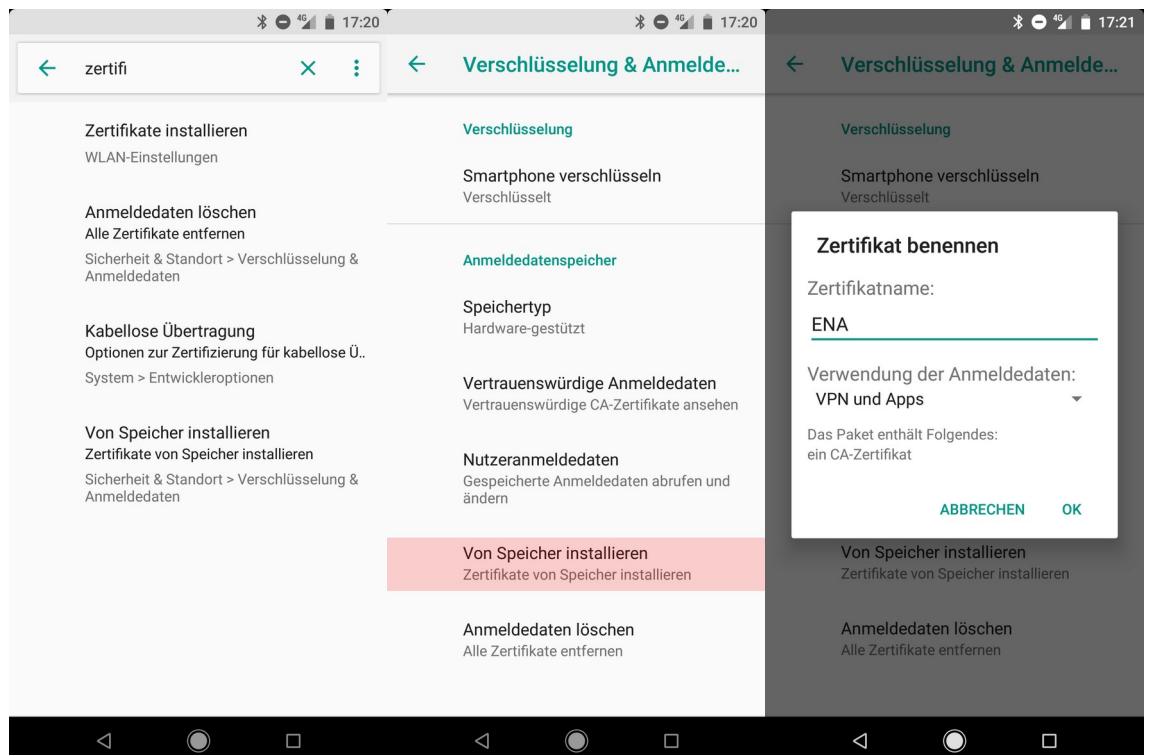 17:20
zertifi
Zertifikate installieren
WLAN-Einstellungen
Anmeldedaten löschen
Alle Zertifikate entfernen
Sicherheit & Standort > Verschlüsselung &
Anmeldedaten
Kabellose Übertragung
Optionen zur Zertifizierung für kabellose Ü..
System > Entwickleroptionen
Von Speicher installieren
Zertifikate von Speicher installieren
Sicherheit & Standort > Verschlüsselung &
Anmeldedaten
4G 17:20
Verschlüsselung & Anmelde...
Verschlüsselung
Smartphone verschlüsseln
Verschlüsselt
Anmeldedatenspeicher
Speichertyp
Hardware-gestützt
Vertrauenswürdige Anmeldedaten
Vertrauenswürdige CA-Zertifikate ansehen
Nutzeranmeldedaten
Gespeicherte Anmeldedaten abrufen und
ändern
Von Speicher installieren
Zertifikate von Speicher installieren
Anmeldedaten löschen
Alle Zertifikate entfernen
4G 17:21
Verschlüsselung & Anmelde...
Verschlüsselung
Smartphone verschlüsseln
Verschlüsselt
Zertifikat benennen
Zertifikatname:
ENA
Verwendung der Anmeldedaten:
VPN und Apps
Das Paket enthält Folgendes:
ein CA-Zertifikat
ABBRECHEN OK
Von Speicher installieren
Zertifikate von Speicher installieren
Anmeldedaten löschen
Alle Zertifikate entfernen